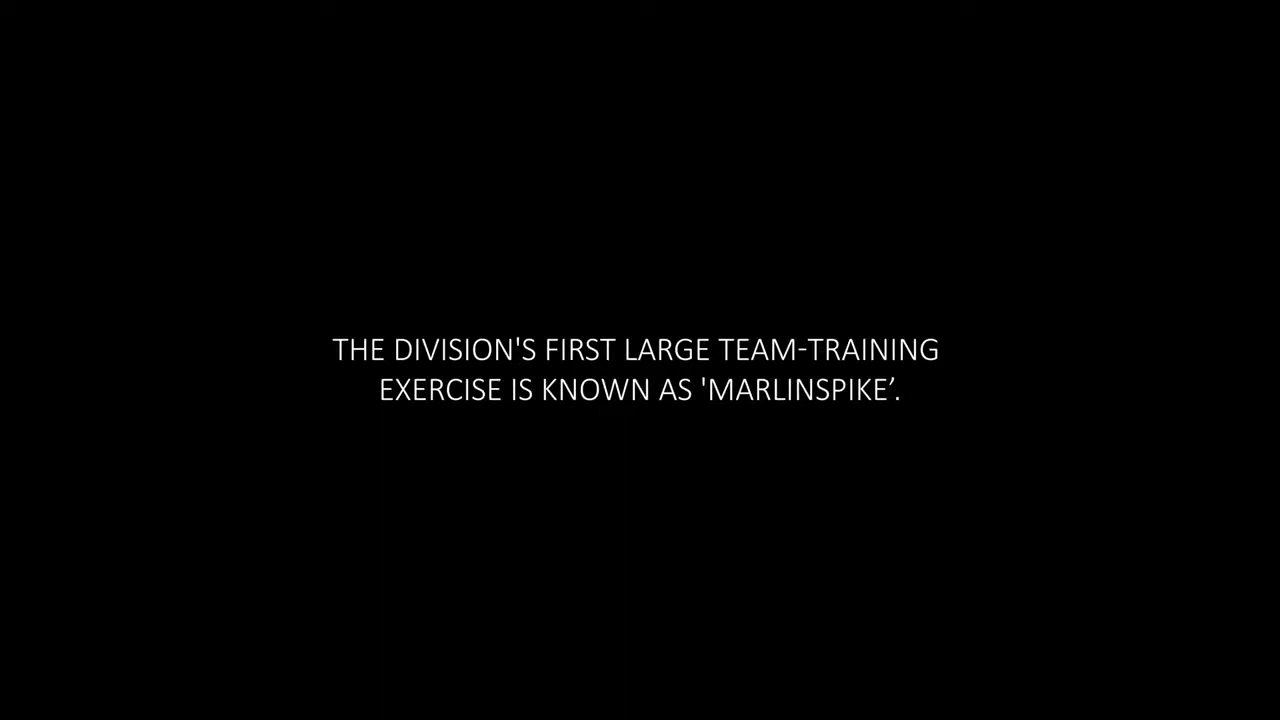 THE DIVISION'S FIRST LARGE TEAM-TRAINING
EXERCISE IS KNOWN AS 'MARLINSPIKE’.